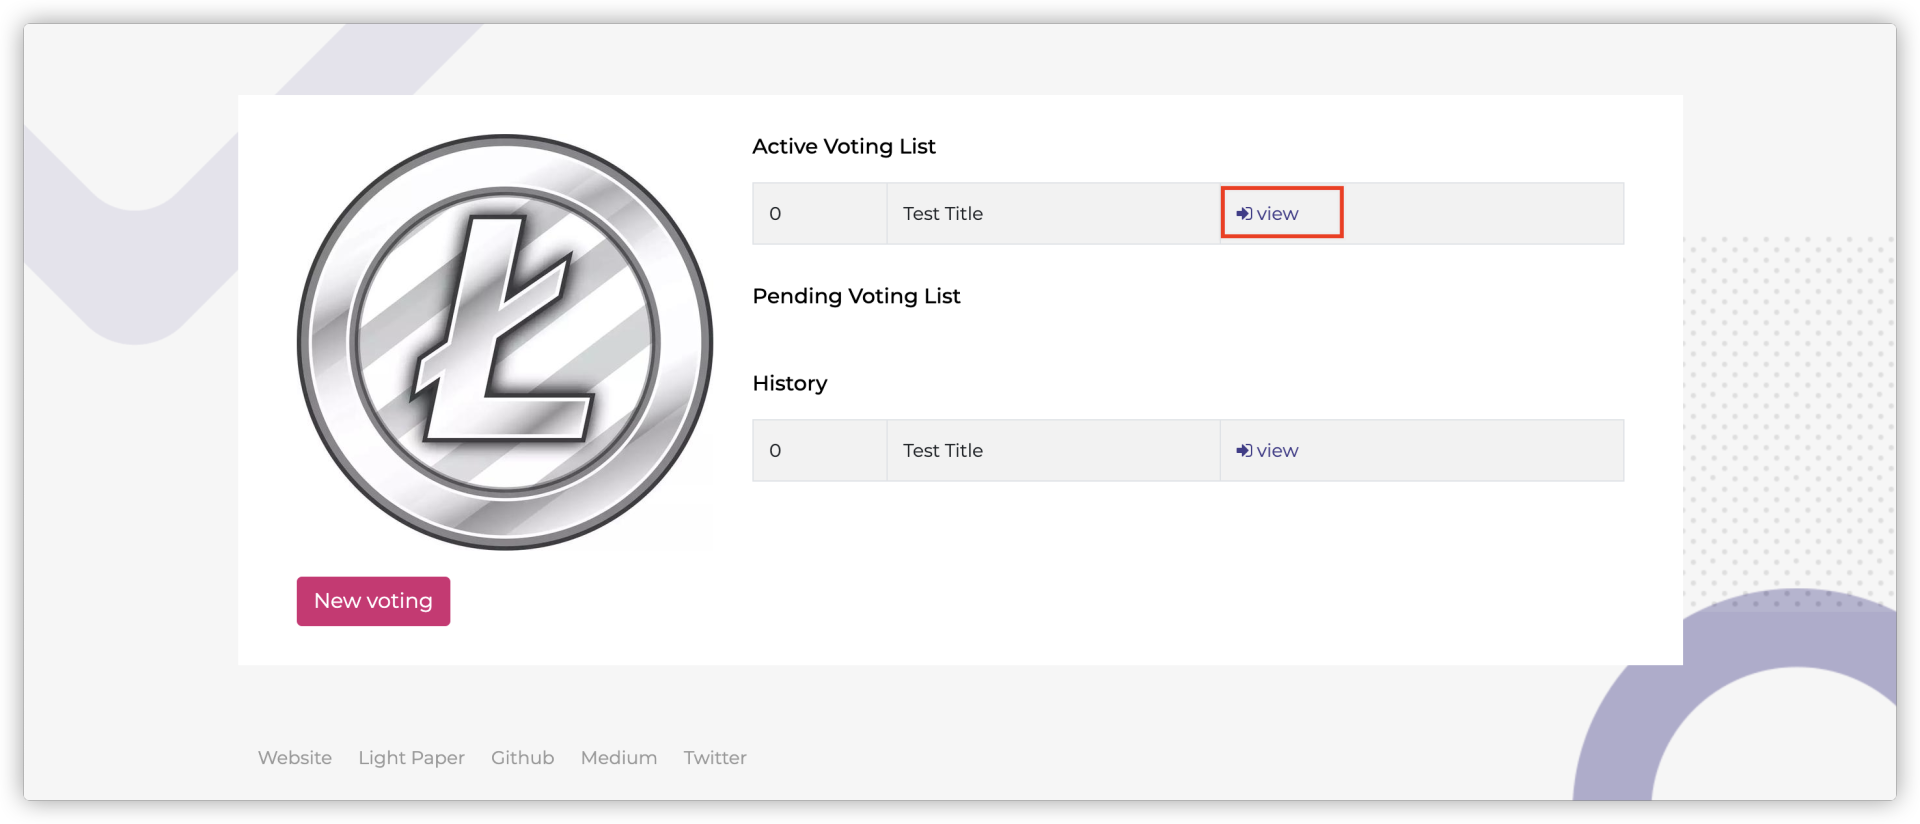 Active Voting List
0 Test Title view
Pending Voting List
History
0 Test Title view
New voting
Website Light Paper Github Medium Twitter